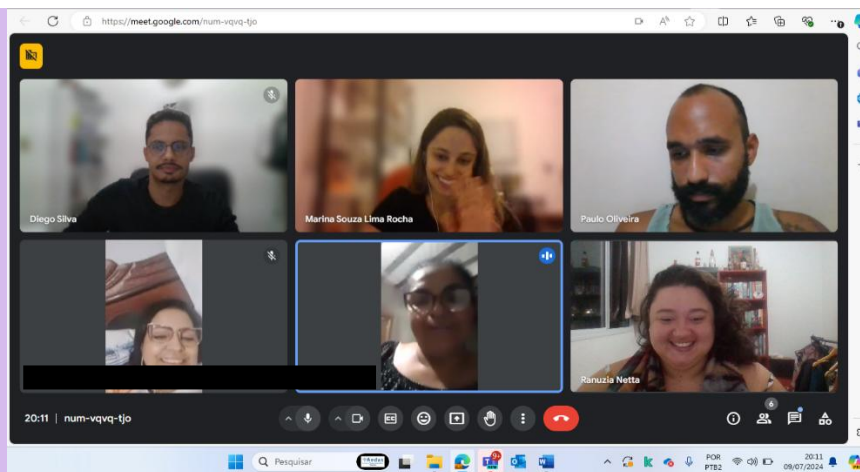 https://meet.google.com/num-vqvq-tjo
Diego Silva
Marina Souza Lima Rocha
Paulo Oliveira
Ranuzia Netta
20:11 | num-vqvq-tjo
6
Pesquisar
9+
POR
PTB2
20:11
09/07/2024